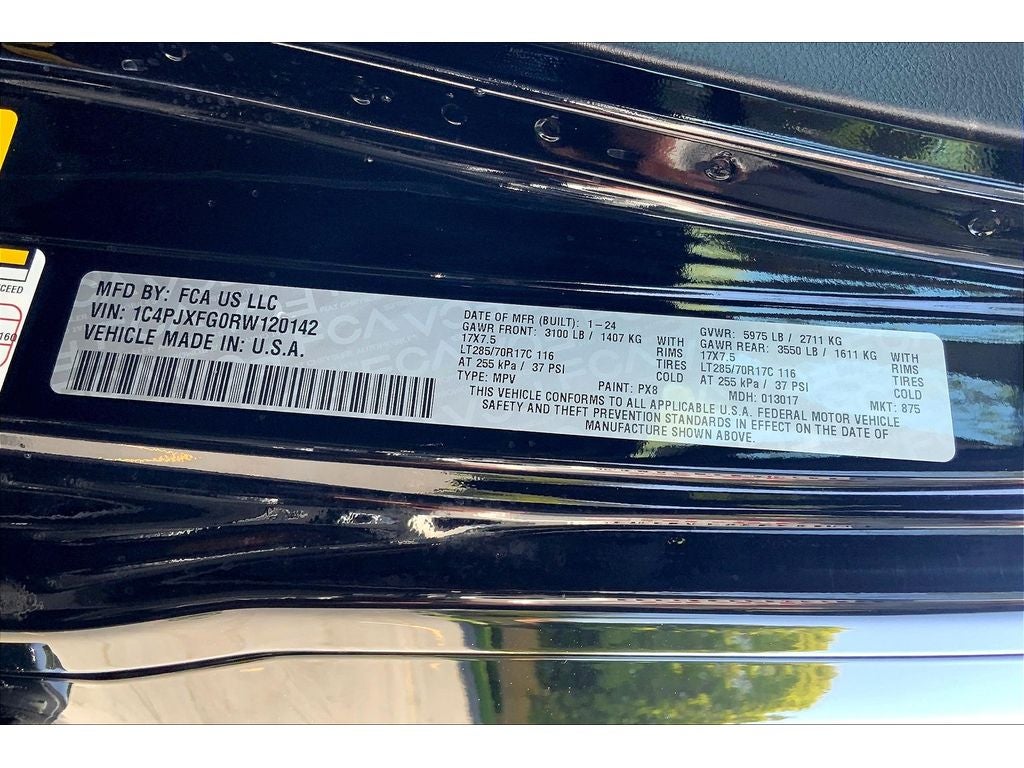 CEED
160
MFD BY: FCA US LLC
VIN: 1C4PJXFG0RW120142
VEHICLE MADE IN: U.S.A.
DATE OF MFR (BUILT): 1-24
GAWR FRONT: 3100 LB / 1407 KG WITH
17X7.5 RIMS
LT285/70R17C 116 TIRES
AT 255 kPa / 37 PSI COLD
TYPE: MPV
GVWR: 5975 LB / 2711 KG
GAWR REAR: 3550 LB / 1611 KG WITH
17X7.5 RIMS
LT285/70R17C 116 TIRES
AT 255 kPa / 37 PSI COLD
PAINT: PX8 MDH: 013017 MKT: 875
THIS VEHICLE CONFORMS TO ALL APPLICABLE U.S.A. FEDERAL MOTOR VEHICLE
SAFETY AND THEFT PREVENTION STANDARDS IN EFFECT ON THE DATE OF
MANUFACTURE SHOWN ABOVE.